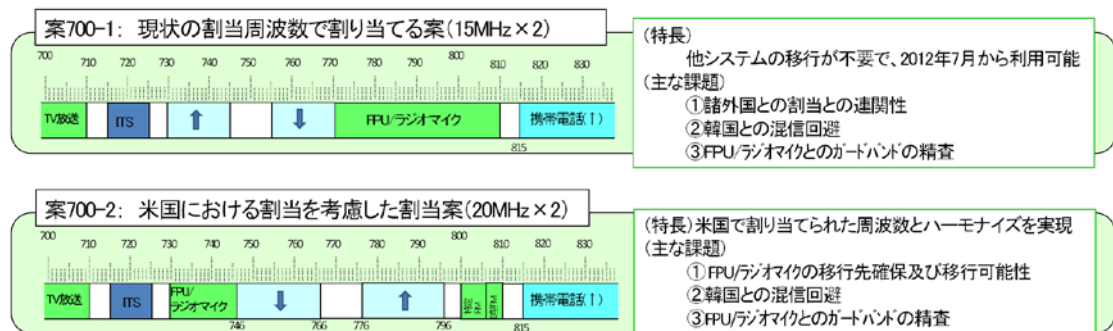 案700-1: 現状の割当周波数で割り当てる案(15MHz×2)
700 710 720 730 740 750 760 770 780 790 800 810 820 830
TV放送 ITS ↑ ↓ FPU/ラジオマイク 携帯電話(↑)
815
(特長)
他システムの移行が不要で、2012年7月から利用可能
(主な課題)
①諸外国との割当との連関性
②韓国との混信回避
③FPU/ラジオマイクとのガードバンドの精査
案700-2: 米国における割当を考慮した割当案(20MHz×2)
700 710 720 730 740 750 760 770 780 790 800 810 820 830
TV放送 ITS FPU/ラジオマイク ↓ ↑ 携帯電話(↑)
746 766 776 796 815
(特長)米国で割り当てられた周波数とハーモナイズを実現
(主な課題)
①FPU/ラジオマイクの移行先確保及び移行可能性
②韓国との混信回避
③FPU/ラジオマイクとのガードバンドの精査